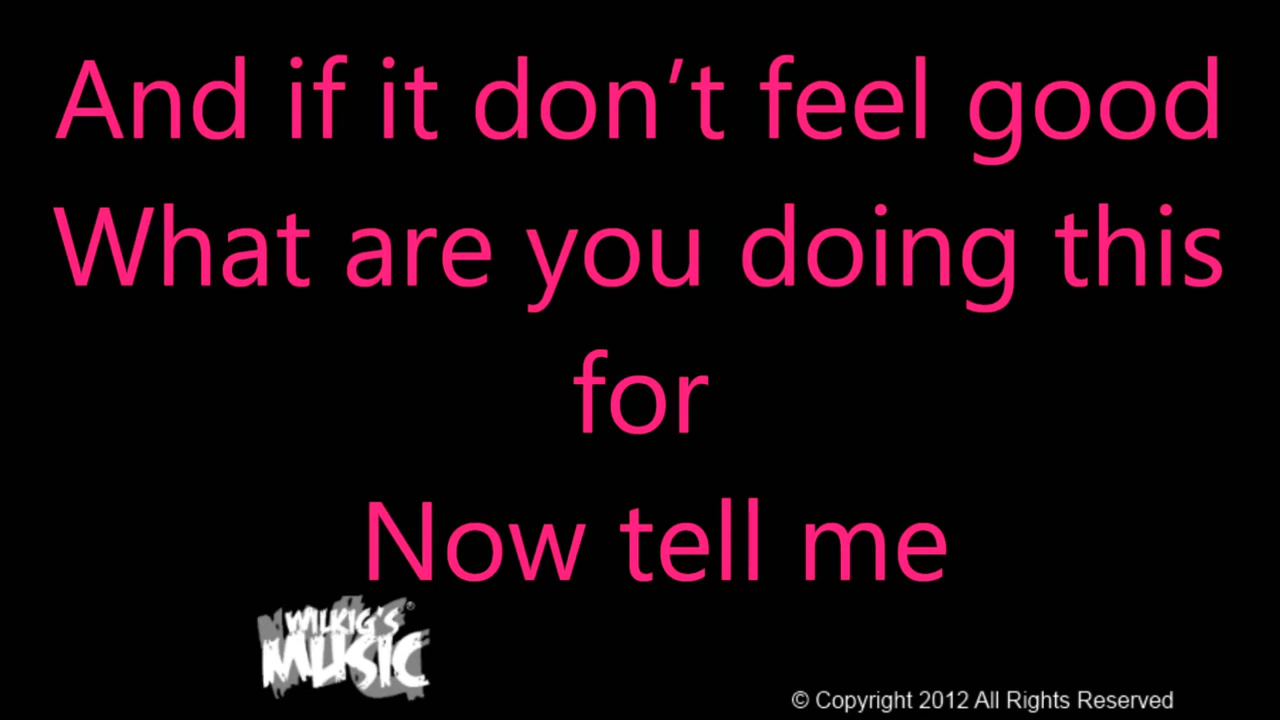 And if it don’t feel good
What are you doing this
for
Now tell me
WILKIG'S®
MUSIC
© Copyright 2012 All Rights Reserved